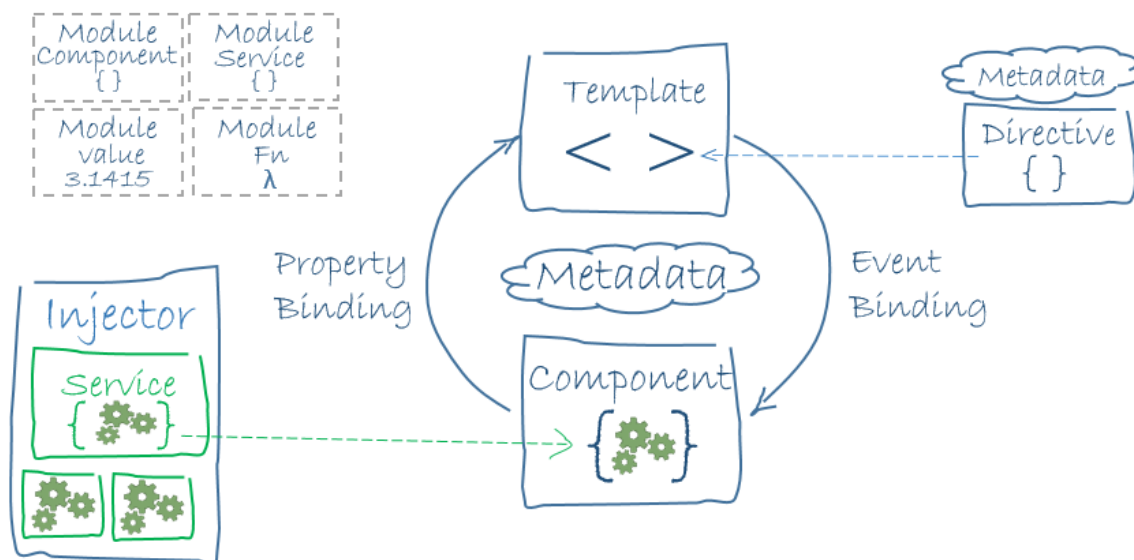 Module
Component
{ }
Module
Service
{ }
Module
value
3.1415
Module
Fn
λ
Template
< >
Metadata
Directive
{ }
Property
Binding
Metadata
Event
Binding
Injector
Service
{ }
Component
{ }